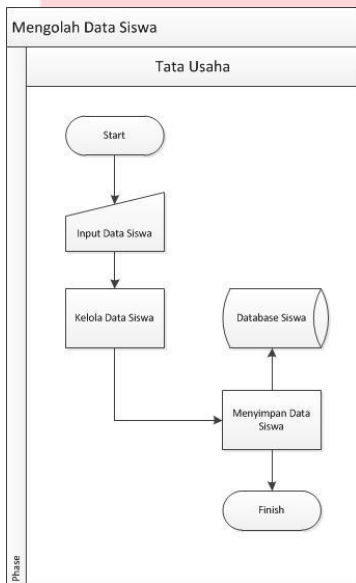 Mengolah Data Siswa
Tata Usaha
Start
Input Data Siswa
Kelola Data Siswa
Database Siswa
Menyimpan Data
Siswa
Finish
Phase